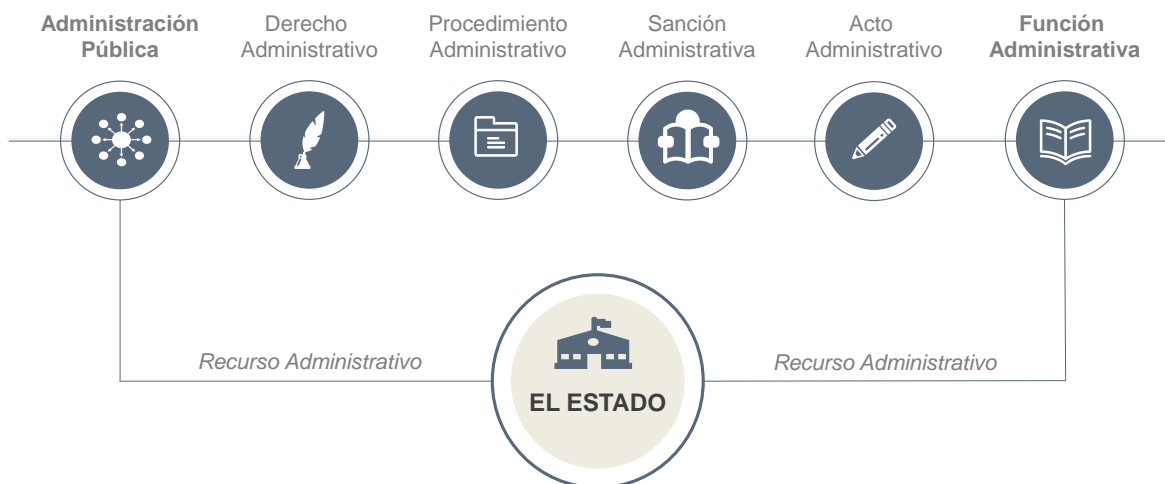 Administración
Pública
Derecho
Administrativo
Procedimiento
Administrativo
Sanción
Administrativa
Acto
Administrativo
Función
Administrativa
Recurso Administrativo
Recurso Administrativo
EL ESTADO